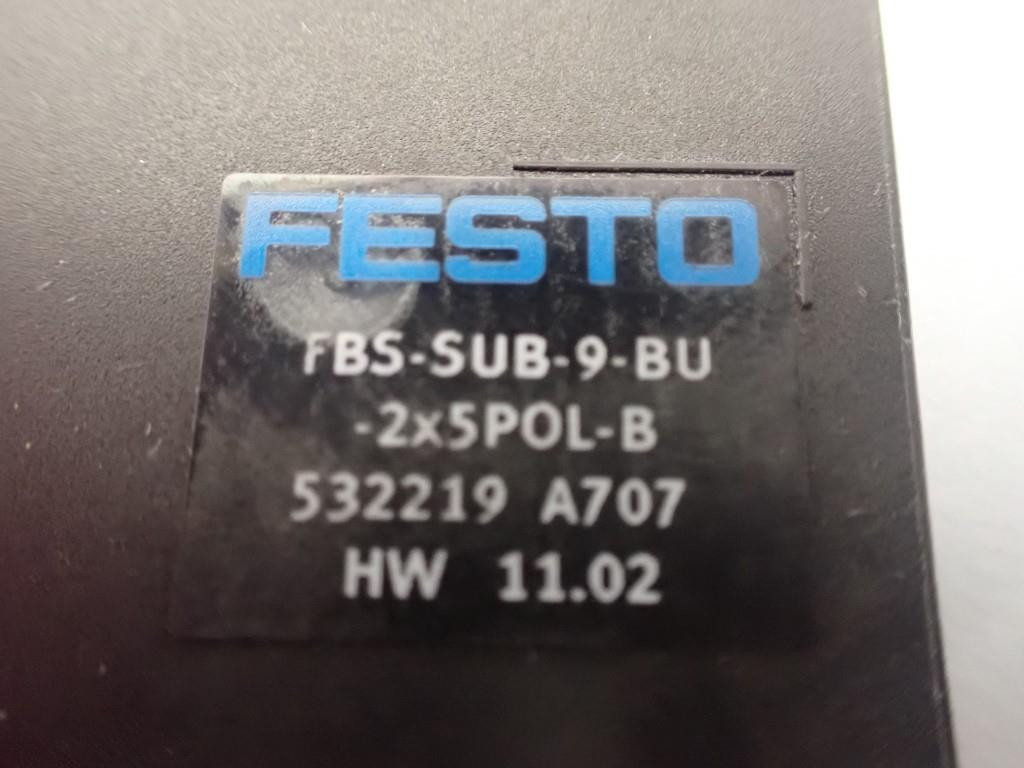 FESTO
FBS-SUB-9-BU
-2x5POL-B
532219 A707
HW 11.02